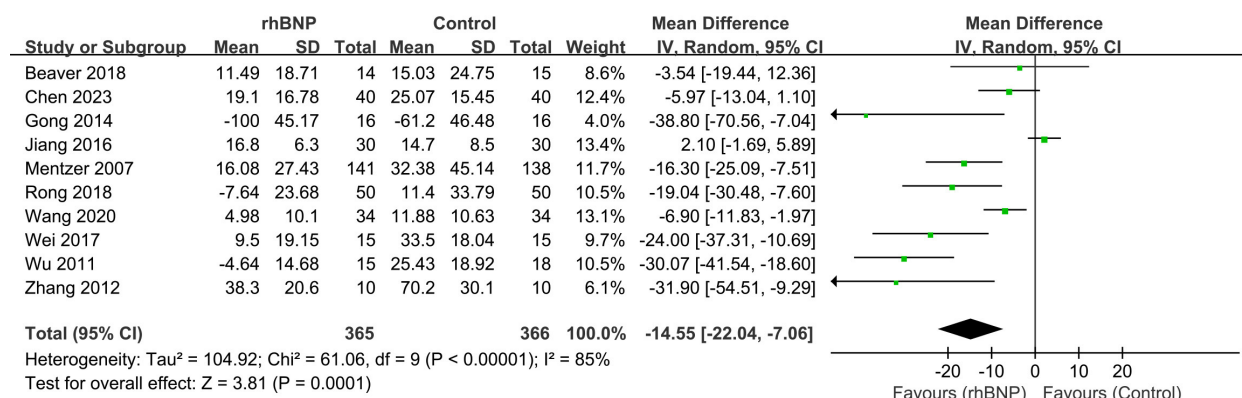 rhBNP Control Mean Difference Mean Difference
Study or Subgroup Mean SD Total Mean SD Total Weight IV, Random, 95% CI IV, Random, 95% CI
Beaver 2018 11.49 18.71 14 15.03 24.75 15 8.6% -3.54 [-19.44, 12.36]
Chen 2023 19.1 16.78 40 25.07 15.45 40 12.4% -5.97 [-13.04, 1.10]
Gong 2014 -100 45.17 16 -61.2 46.48 16 4.0% -38.80 [-70.56, -7.04]
Jiang 2016 16.8 6.3 30 14.7 8.5 30 13.4% 2.10 [-1.69, 5.89]
Mentzer 2007 16.08 27.43 141 32.38 45.14 138 11.7% -16.30 [-25.09, -7.51]
Rong 2018 -7.64 23.68 50 11.4 33.79 50 10.5% -19.04 [-30.48, -7.60]
Wang 2020 4.98 10.1 34 11.88 10.63 34 13.1% -6.90 [-11.83, -1.97]
Wei 2017 9.5 19.15 15 33.5 18.04 15 9.7% -24.00 [-37.31, -10.69]
Wu 2011 -4.64 14.68 15 25.43 18.92 18 10.5% -30.07 [-41.54, -18.60]
Zhang 2012 38.3 20.6 10 70.2 30.1 10 6.1% -31.90 [-54.51, -9.29]
Total (95% CI) 365 366 100.0% -14.55 [-22.04, -7.06]
Heterogeneity: Tau² = 104.92; Chi² = 61.06, df = 9 (P < 0.00001); I² = 85%
Test for overall effect: Z = 3.81 (P = 0.0001)
-20 -10 0 10 20
Favours (rhBNP) Favours (Control)